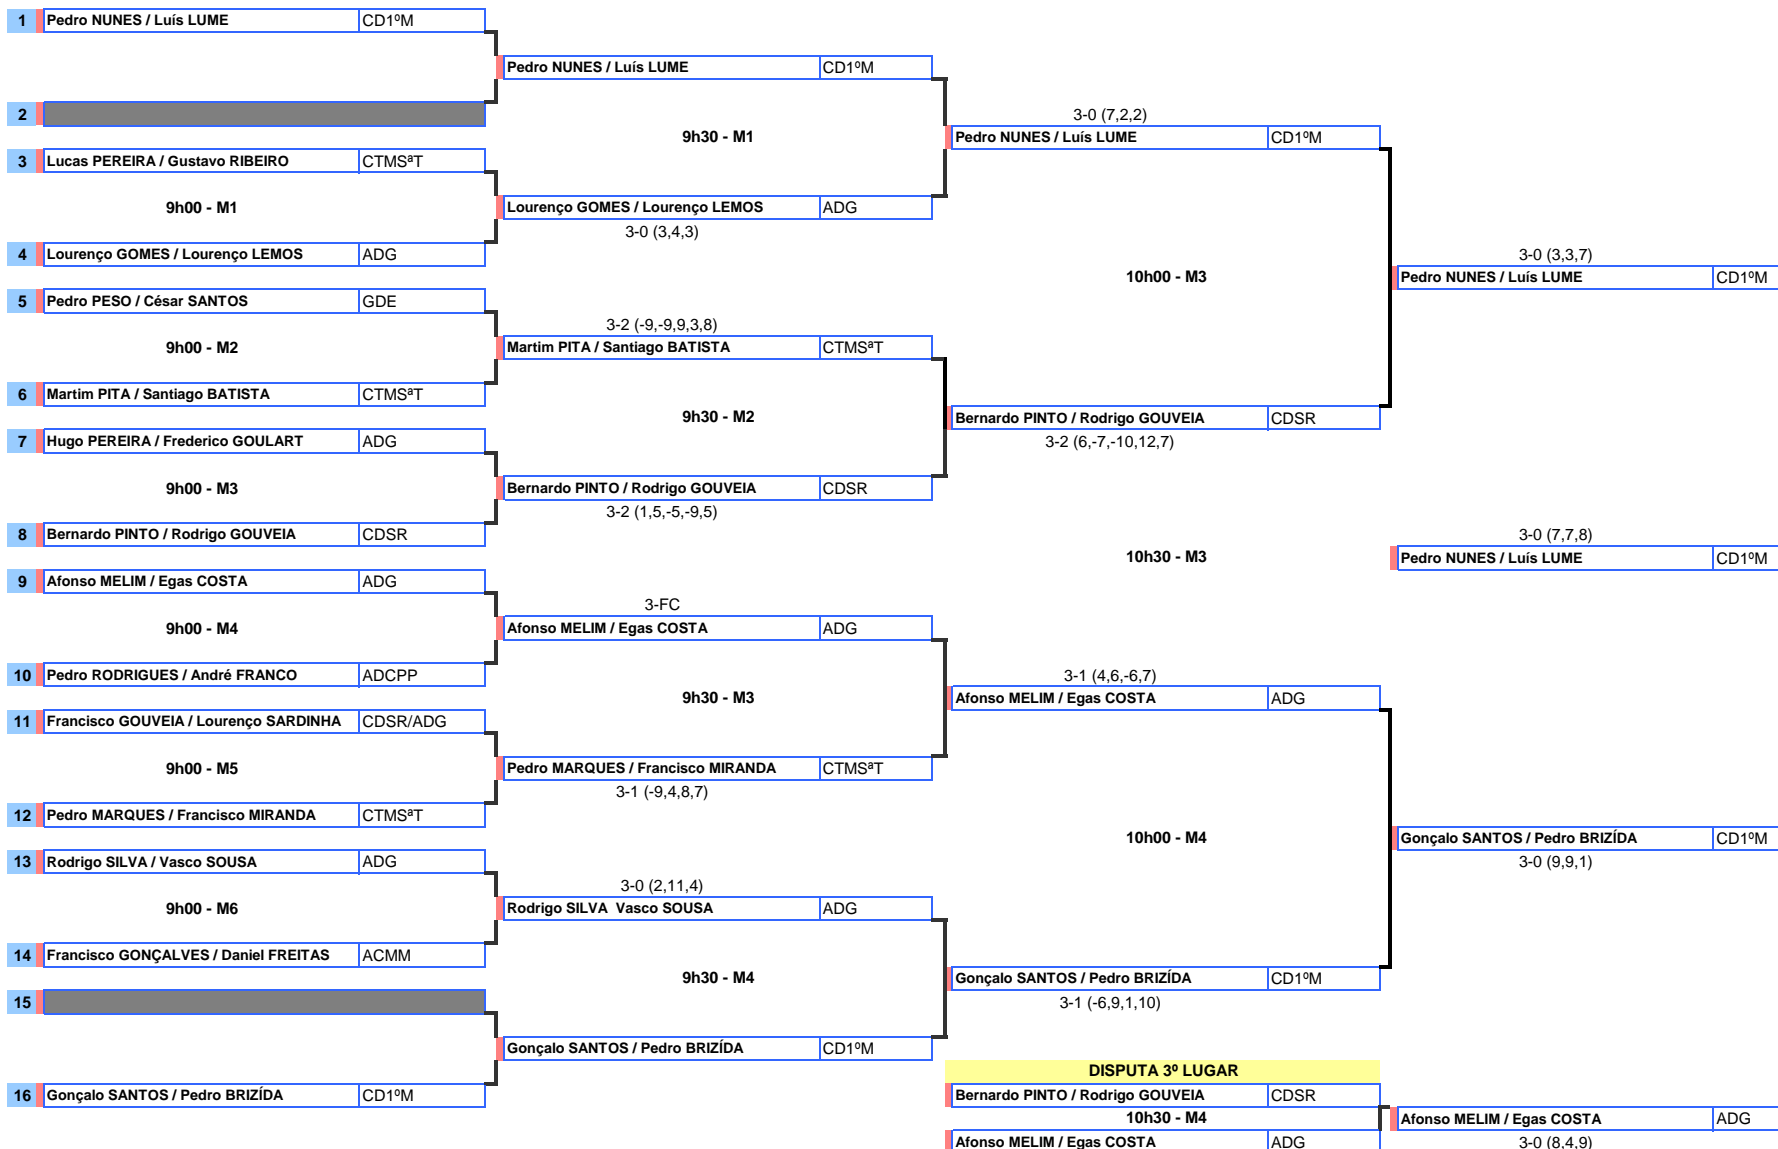 1 Pedro NUNES / Luís LUME CD1ºM
Pedro NUNES / Luís LUME CD1ºM
2 3-0 (7,2,2)
9h30 - M1 Pedro NUNES / Luís LUME CD1ºM
3 Lucas PEREIRA / Gustavo RIBEIRO CTMSªT
9h00 - M1 Lourenço GOMES / Lourenço LEMOS ADG
3-0 (3,4,3)
4 Lourenço GOMES / Lourenço LEMOS ADG 3-0 (3,3,7)
10h00 - M3 Pedro NUNES / Luís LUME CD1ºM
5 Pedro PESO / César SANTOS GDE
3-2 (-9,-9,9,3,8)
9h00 - M2 Martim PITA / Santiago BATISTA CTMSªT
6 Martim PITA / Santiago BATISTA CTMSªT
9h30 - M2 Bernardo PINTO / Rodrigo GOUVEIA CDSR
7 Hugo PEREIRA / Frederico GOULART ADG 3-2 (6,-7,-10,12,7)
9h00 - M3 Bernardo PINTO / Rodrigo GOUVEIA CDSR
3-2 (1,5,-5,-9,5)
8 Bernardo PINTO / Rodrigo GOUVEIA CDSR 3-0 (7,7,8)
10h30 - M3 Pedro NUNES / Luís LUME CD1ºM
9 Afonso MELIM / Egas COSTA ADG
3-FC
9h00 - M4 Afonso MELIM / Egas COSTA ADG
10 Pedro RODRIGUES / André FRANCO ADCPP 3-1 (4,6,-6,7)
9h30 - M3 Afonso MELIM / Egas COSTA ADG
11 Francisco GOUVEIA / Lourenço SARDINHA CDSR/ADG
9h00 - M5 Pedro MARQUES / Francisco MIRANDA CTMSªT
3-1 (-9,4,8,7)
12 Pedro MARQUES / Francisco MIRANDA CTMSªT
10h00 - M4 Gonçalo SANTOS / Pedro BRIZÍDA CD1ºM
13 Rodrigo SILVA / Vasco SOUSA ADG 3-0 (9,9,1)
3-0 (2,11,4)
9h00 - M6 Rodrigo SILVA Vasco SOUSA ADG
14 Francisco GONÇALVES / Daniel FREITAS ACMM
9h30 - M4 Gonçalo SANTOS / Pedro BRIZÍDA CD1ºM
15 3-1 (-6,9,1,10)
Gonçalo SANTOS / Pedro BRIZÍDA CD1ºM
DISPUTA 3º LUGAR
16 Gonçalo SANTOS / Pedro BRIZÍDA CD1ºM Bernardo PINTO / Rodrigo GOUVEIA CDSR
10h30 - M4 Afonso MELIM / Egas COSTA ADG
Afonso MELIM / Egas COSTA ADG 3-0 (8,4,9)